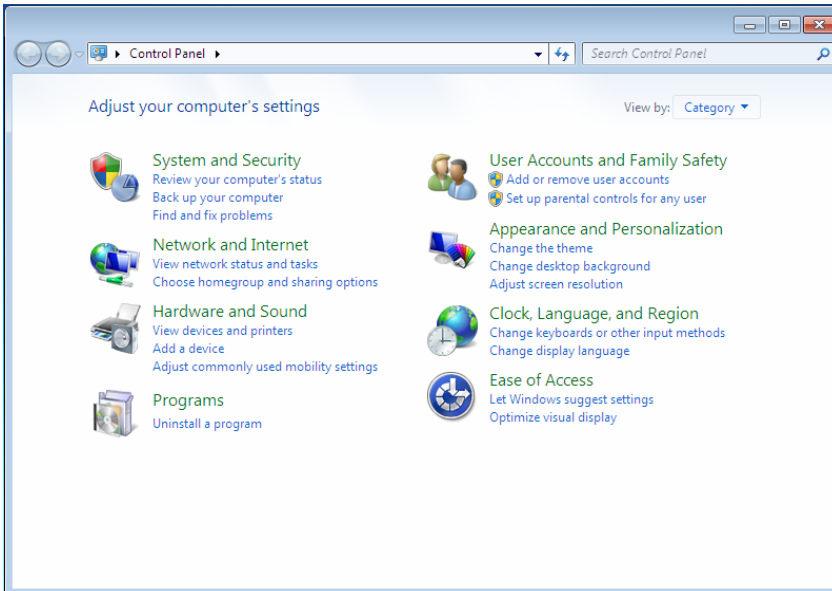 Control Panel
Search Control Panel
Adjust your computer's settings
View by: Category
System and Security
Review your computer's status
Back up your computer
Find and fix problems
Network and Internet
View network status and tasks
Choose homegroup and sharing options
Hardware and Sound
View devices and printers
Add a device
Adjust commonly used mobility settings
Programs
Uninstall a program
User Accounts and Family Safety
Add or remove user accounts
Set up parental controls for any user
Appearance and Personalization
Change the theme
Change desktop background
Adjust screen resolution
Clock, Language, and Region
Change keyboards or other input methods
Change display language
Ease of Access
Let Windows suggest settings
Optimize visual display